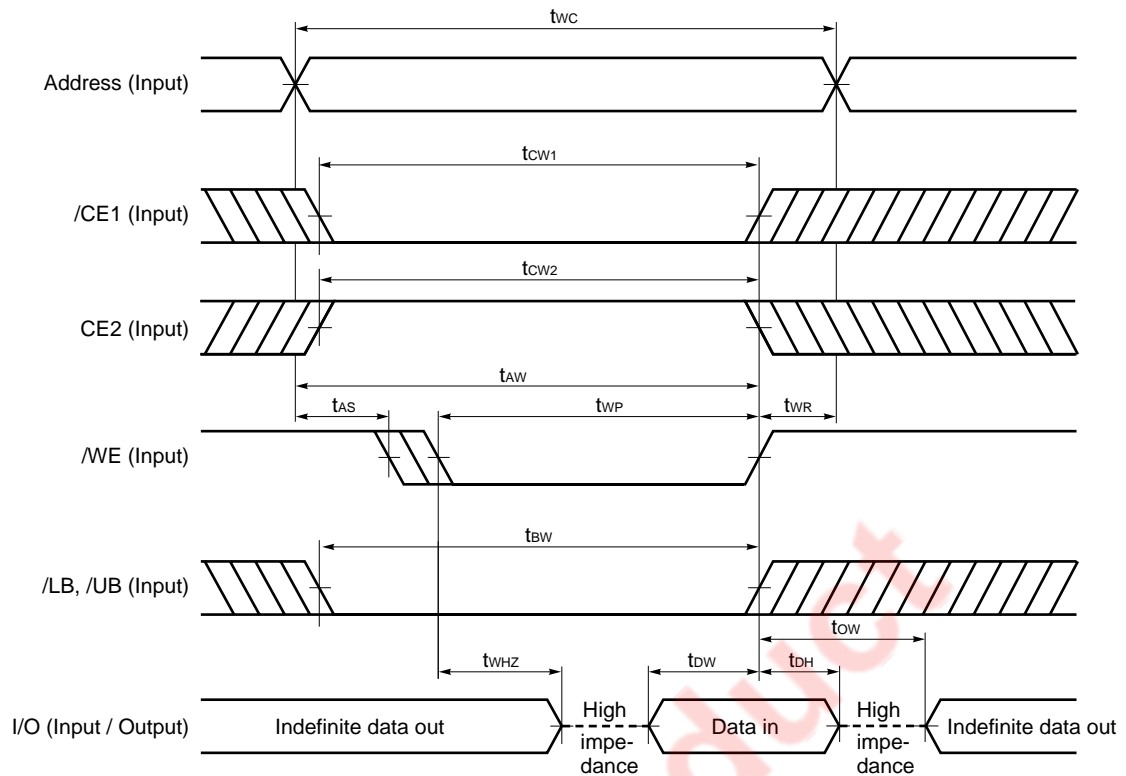 tWC
Address (Input)
tCW1
/CE1 (Input)
tCW2
CE2 (Input)
tAW
tAS
tWP
tWR
/WE (Input)
tBW
/LB, /UB (Input)
tOW
tWHZ
tDW
tDH
I/O (Input / Output)
Indefinite data out
High
impe-
dance
Data in
High
impe-
dance
Indefinite data out
duct